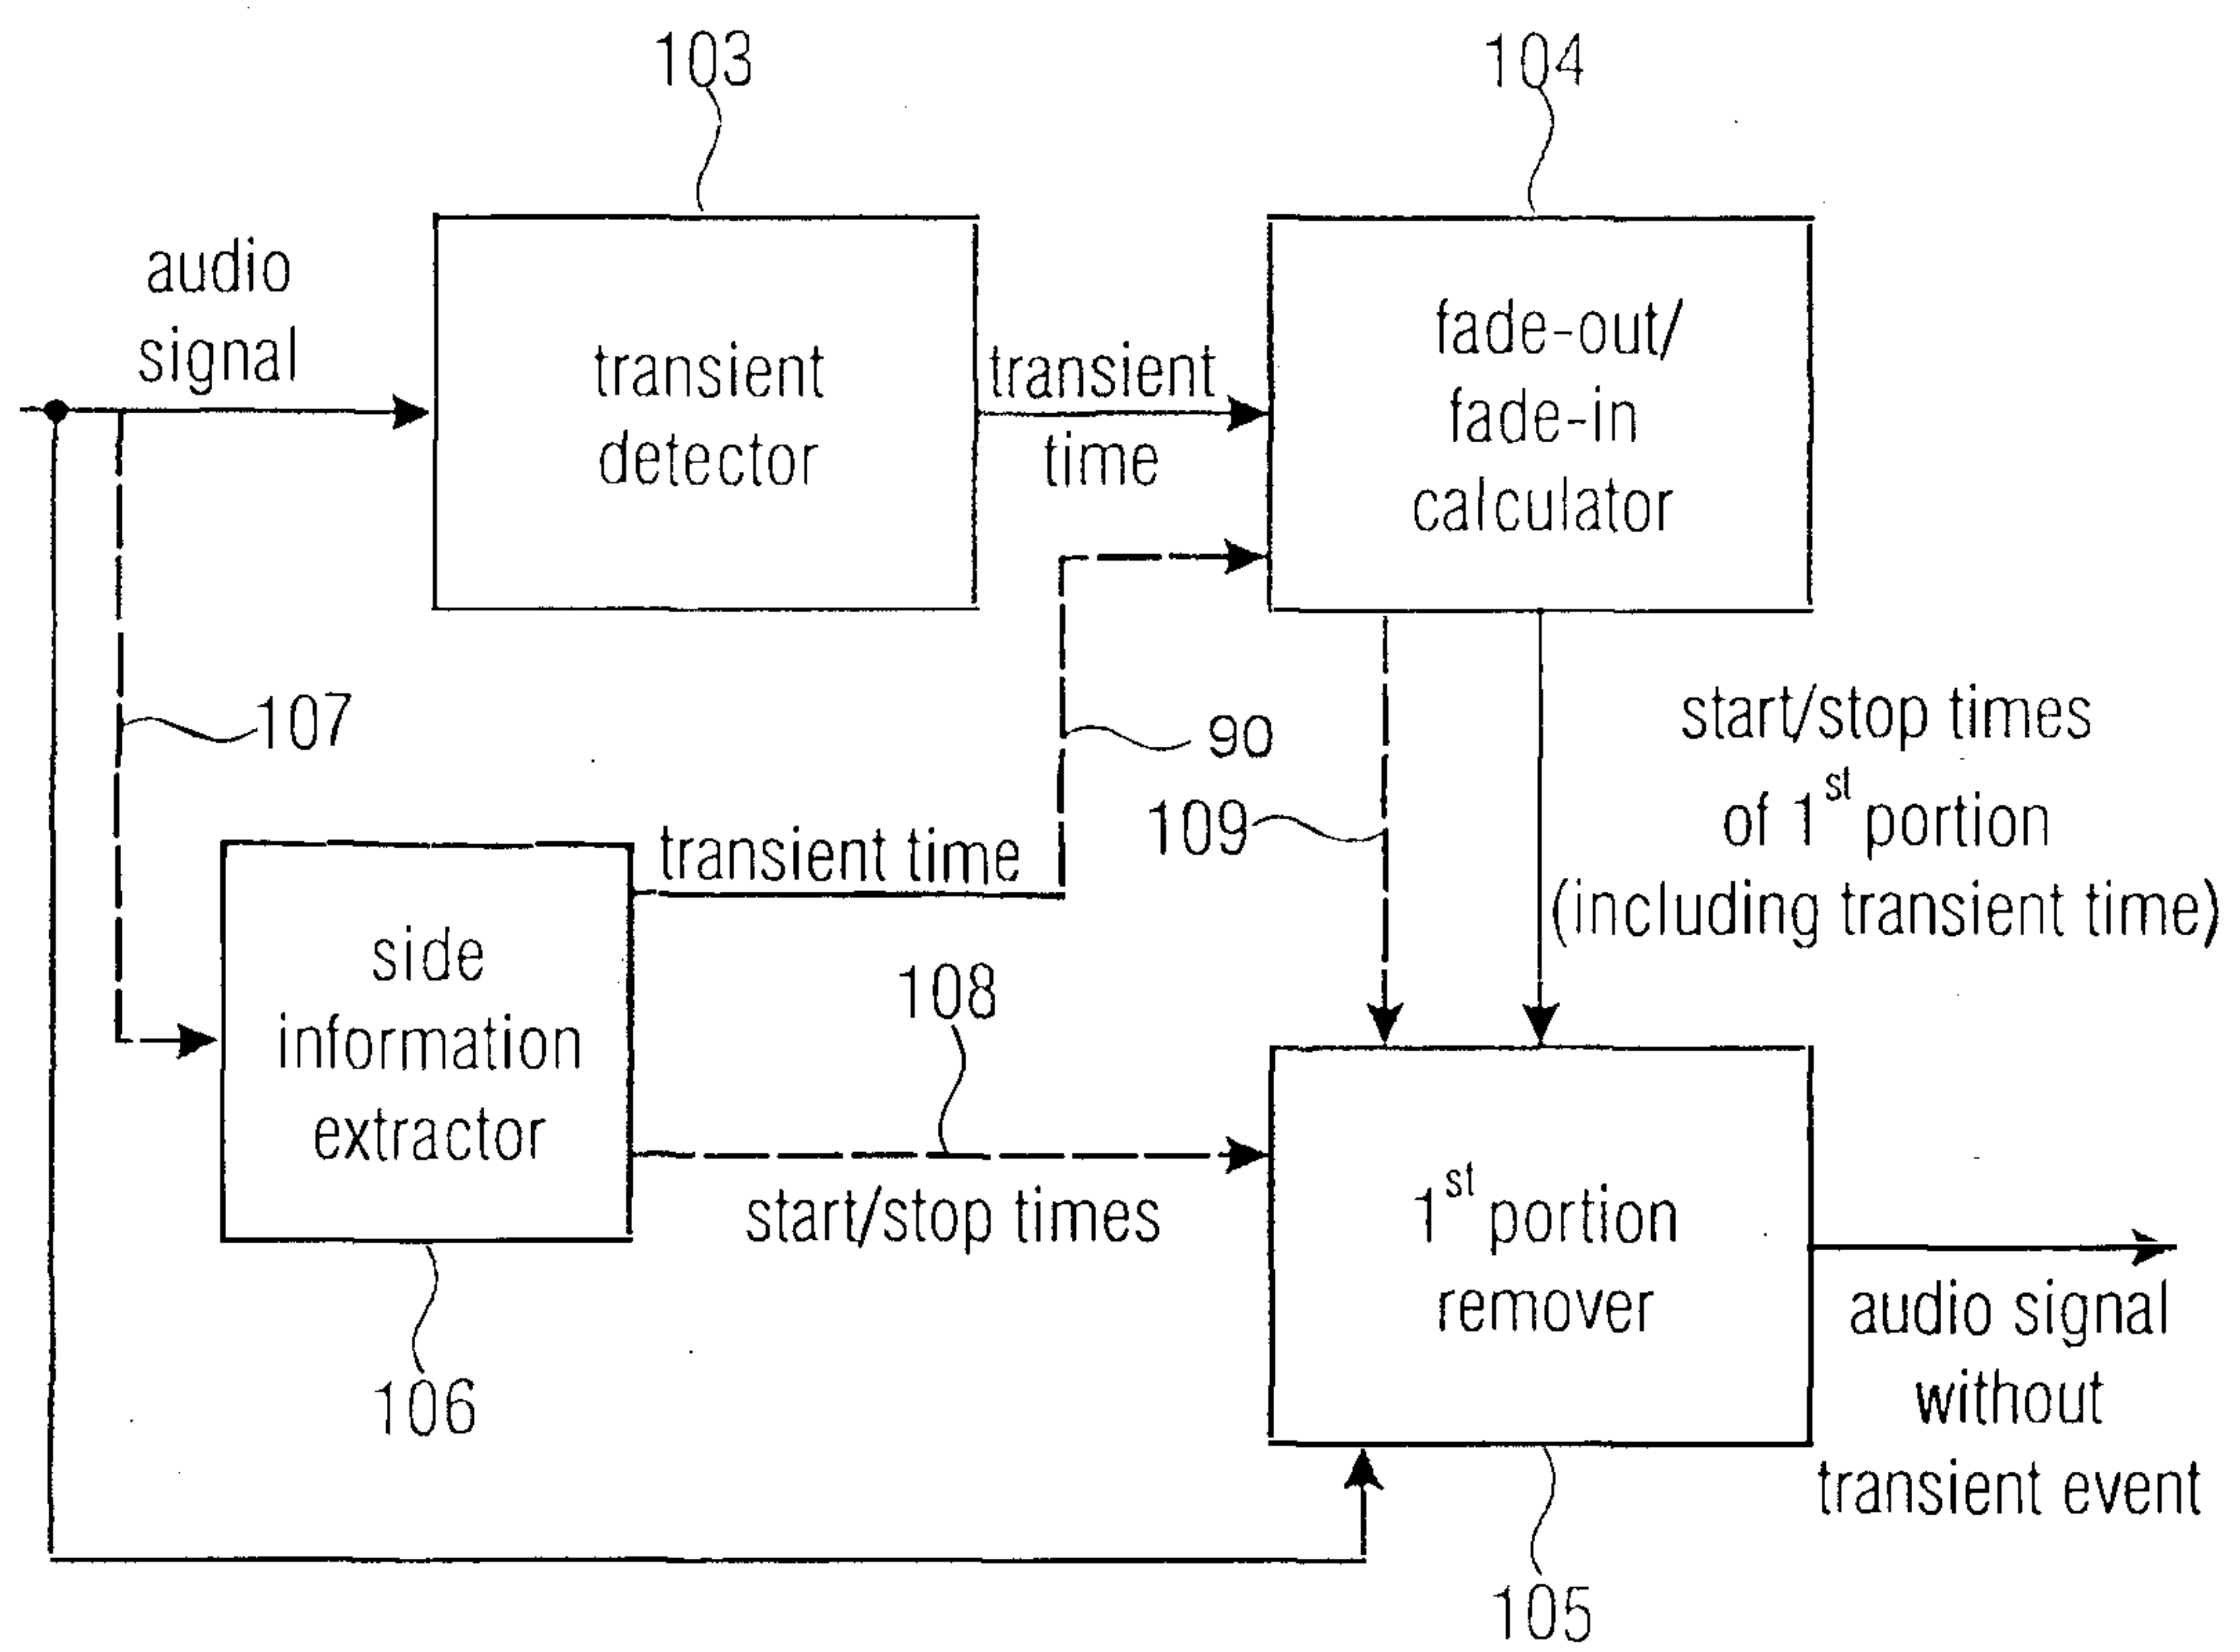 103
104
audio
signal
transient
detector
transient
time
fade-out/
fade-in
calculator
107
90
109
start/stop times
of 1st portion
(including transient time)
transient time
side
information
extractor
108
start/stop times
1st portion
remover
audio signal
without
transient event
106
105